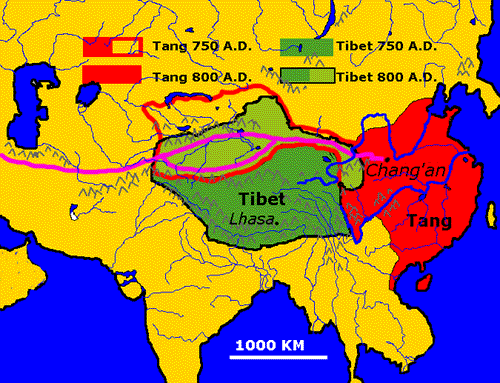 Tang 750 A.D. Tibet 750 A.D.
Tang 800 A.D. Tibet 800 A.D.
Chang'an
Tibet
Lhasa
Tang
1000 KM